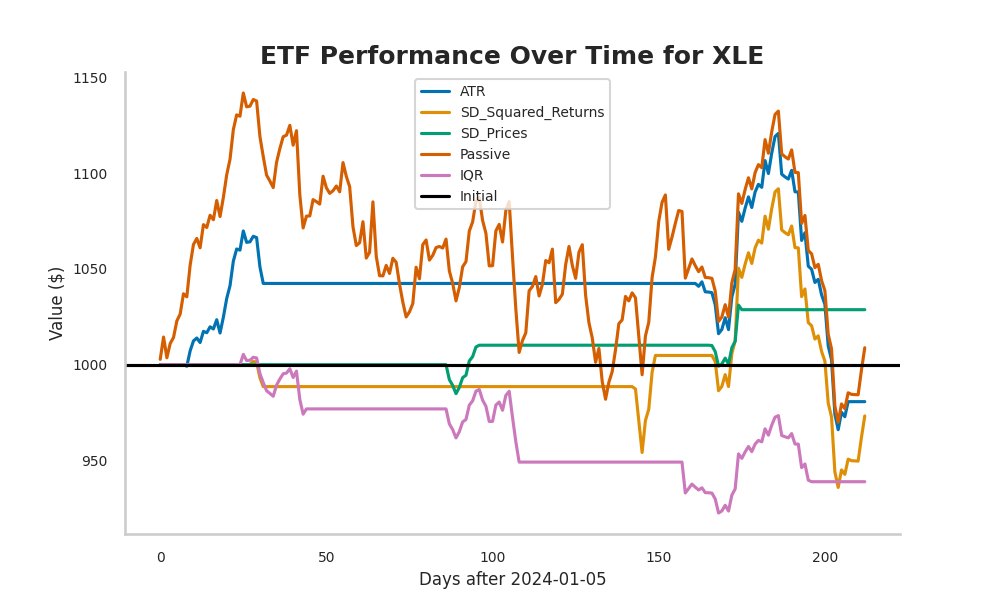 ETF Performance Over Time for XLE
1150
1100
1050
1000
950
Value ($)
ATR
SD_Squared_Returns
SD_Prices
Passive
IQR
Initial
0 50 100 150 200
Days after 2024-01-05